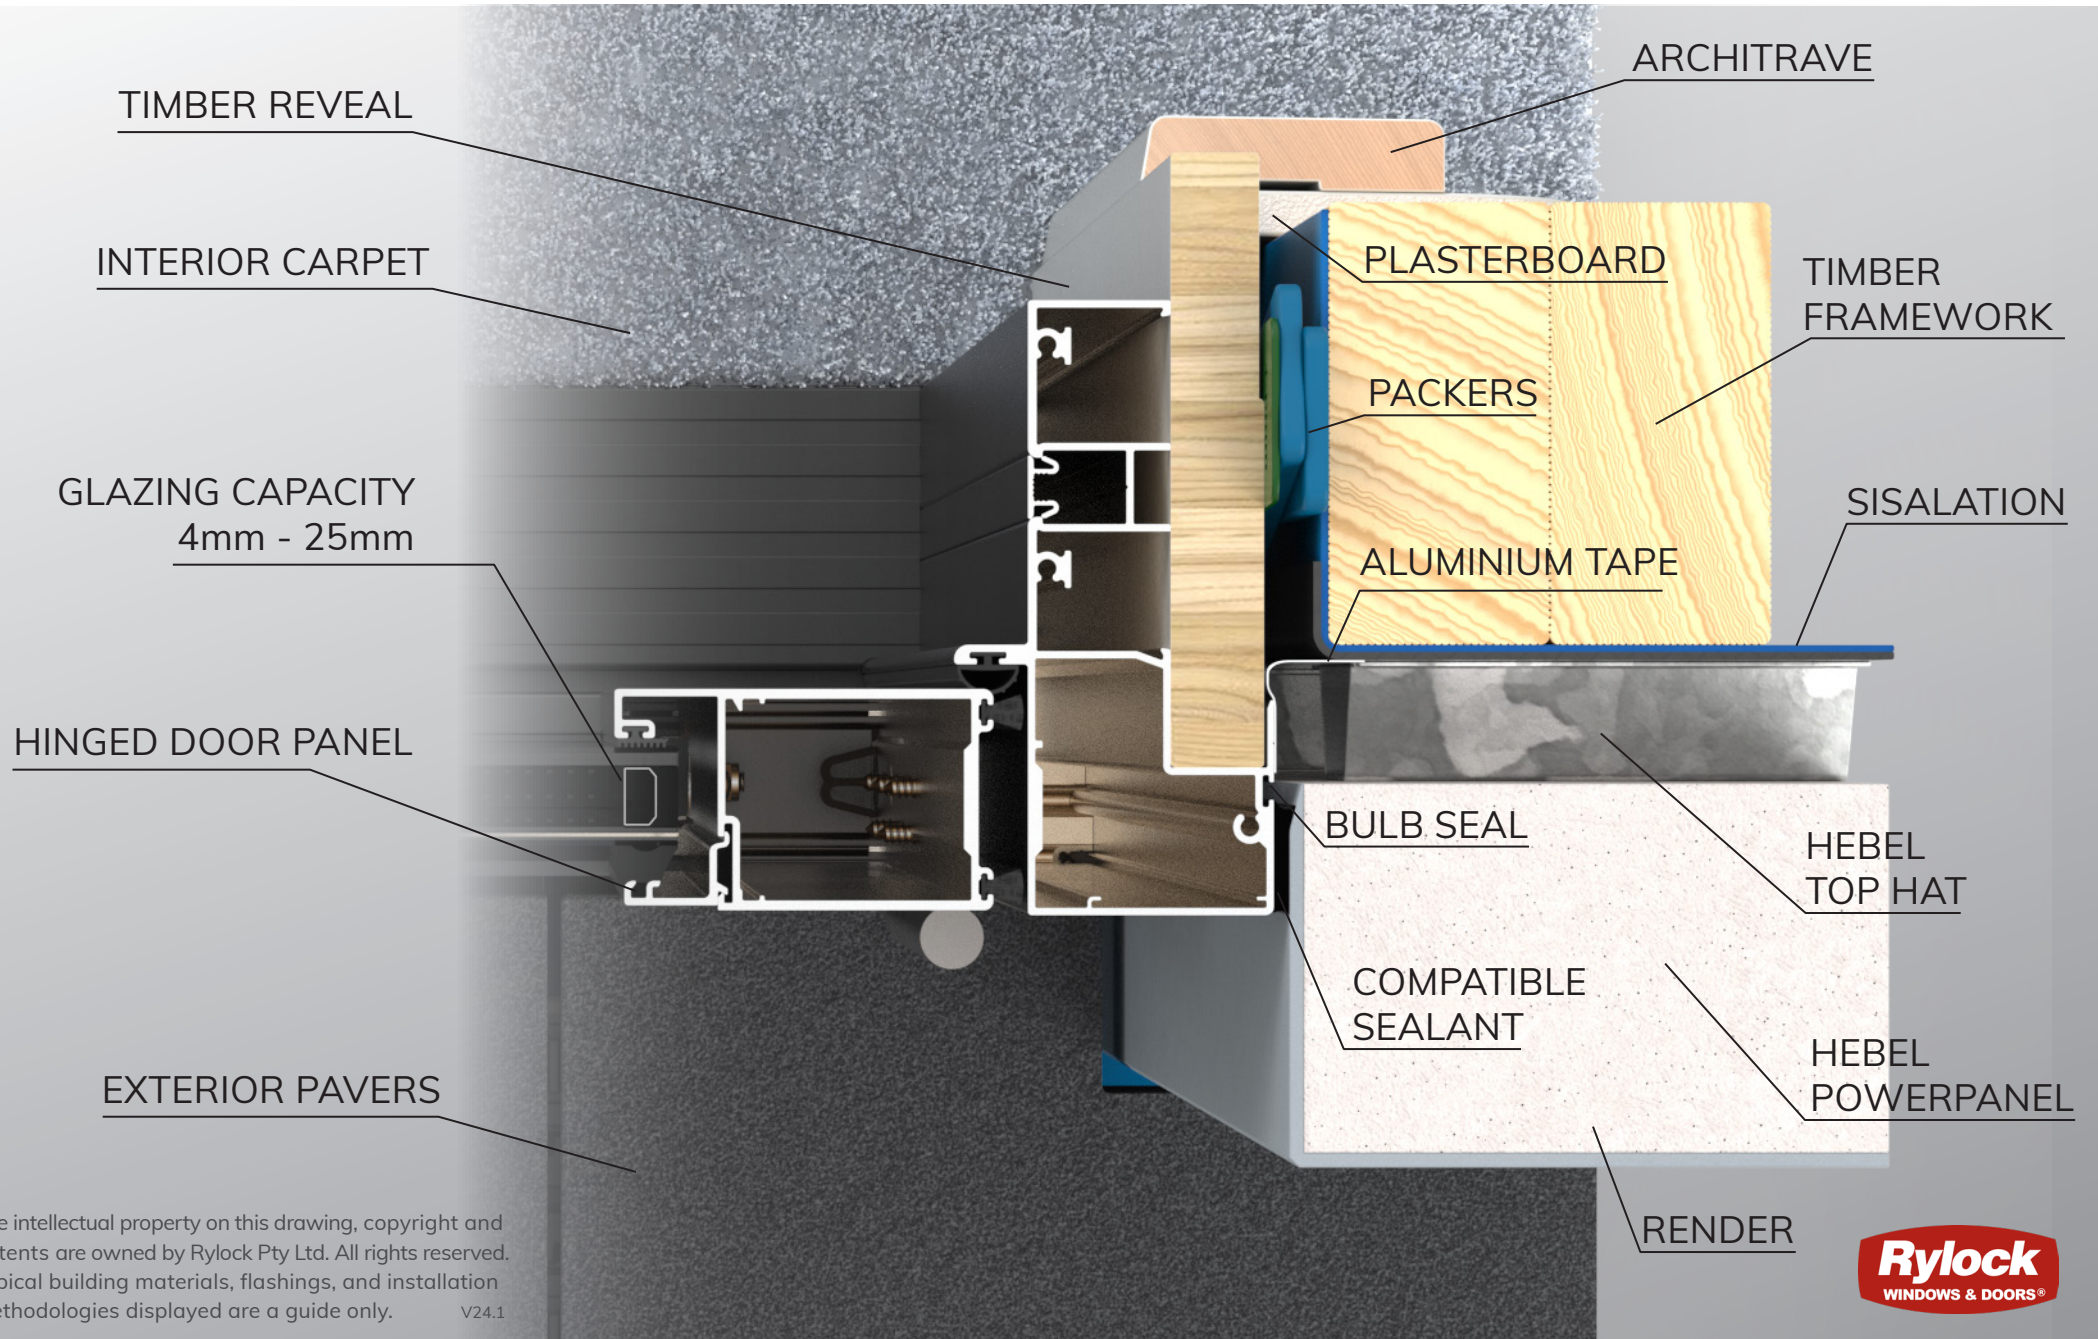 ARCHITRAVE
TIMBER REVEAL
INTERIOR CARPET
PLASTERBOARD
TIMBER
FRAMEWORK
PACKERS
GLAZING CAPACITY
4mm - 25mm
SISALATION
ALUMINIUM TAPE
HINGED DOOR PANEL
BULB SEAL
HEBEL
TOP HAT
COMPATIBLE
SEALANT
HEBEL
POWERPANEL
EXTERIOR PAVERS
RENDER
e intellectual property on this drawing, copyright and
tents are owned by Rylock Pty Ltd. All rights reserved.
pical building materials, flashings, and installation
ethodologies displayed are a guide only. V24.1
Rylock
WINDOWS & DOORS®